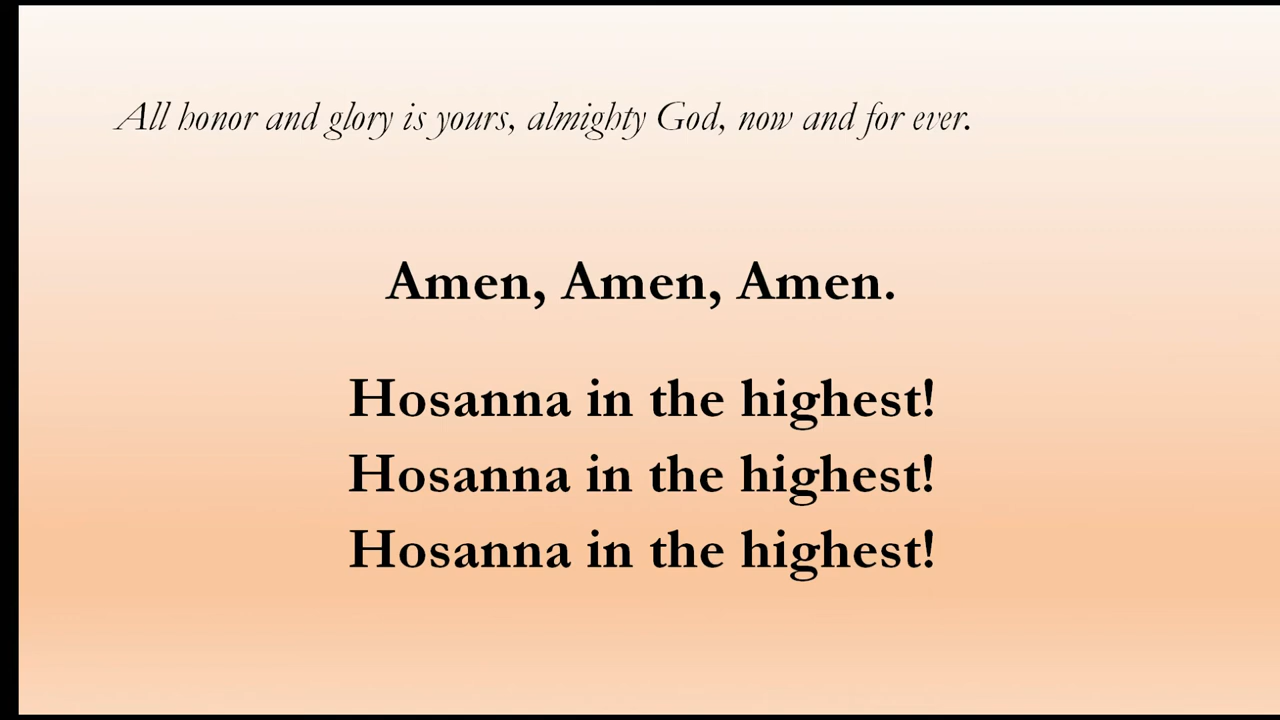 All honor and glory is yours, almighty God, now and for ever.
Amen, Amen, Amen.
Hosanna in the highest!
Hosanna in the highest!
Hosanna in the highest!